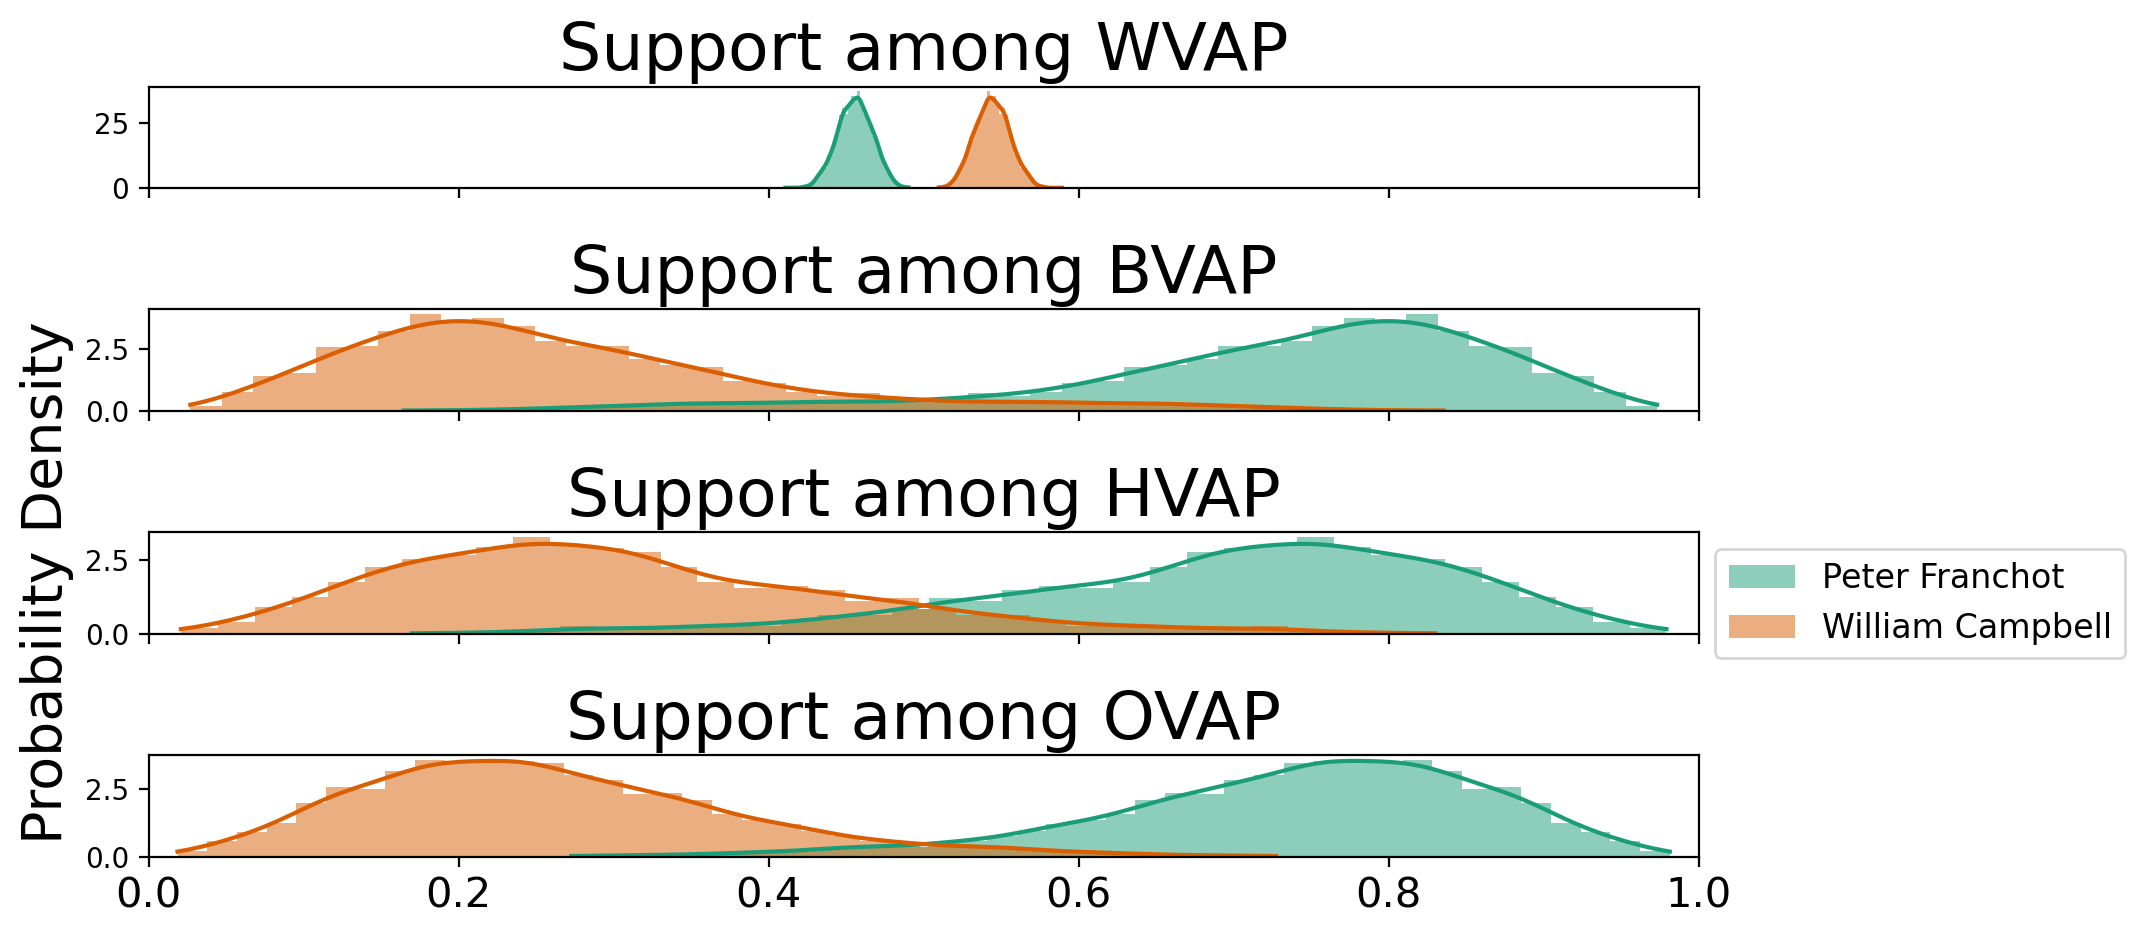 Support among WVAP
25
0
Support among BVAP
2.5
0.0
Support among HVAP
2.5
0.0
Support among OVAP
2.5
0.0
0.0 0.2 0.4 0.6 0.8 1.0
Probability Density
Peter Franchot
William Campbell